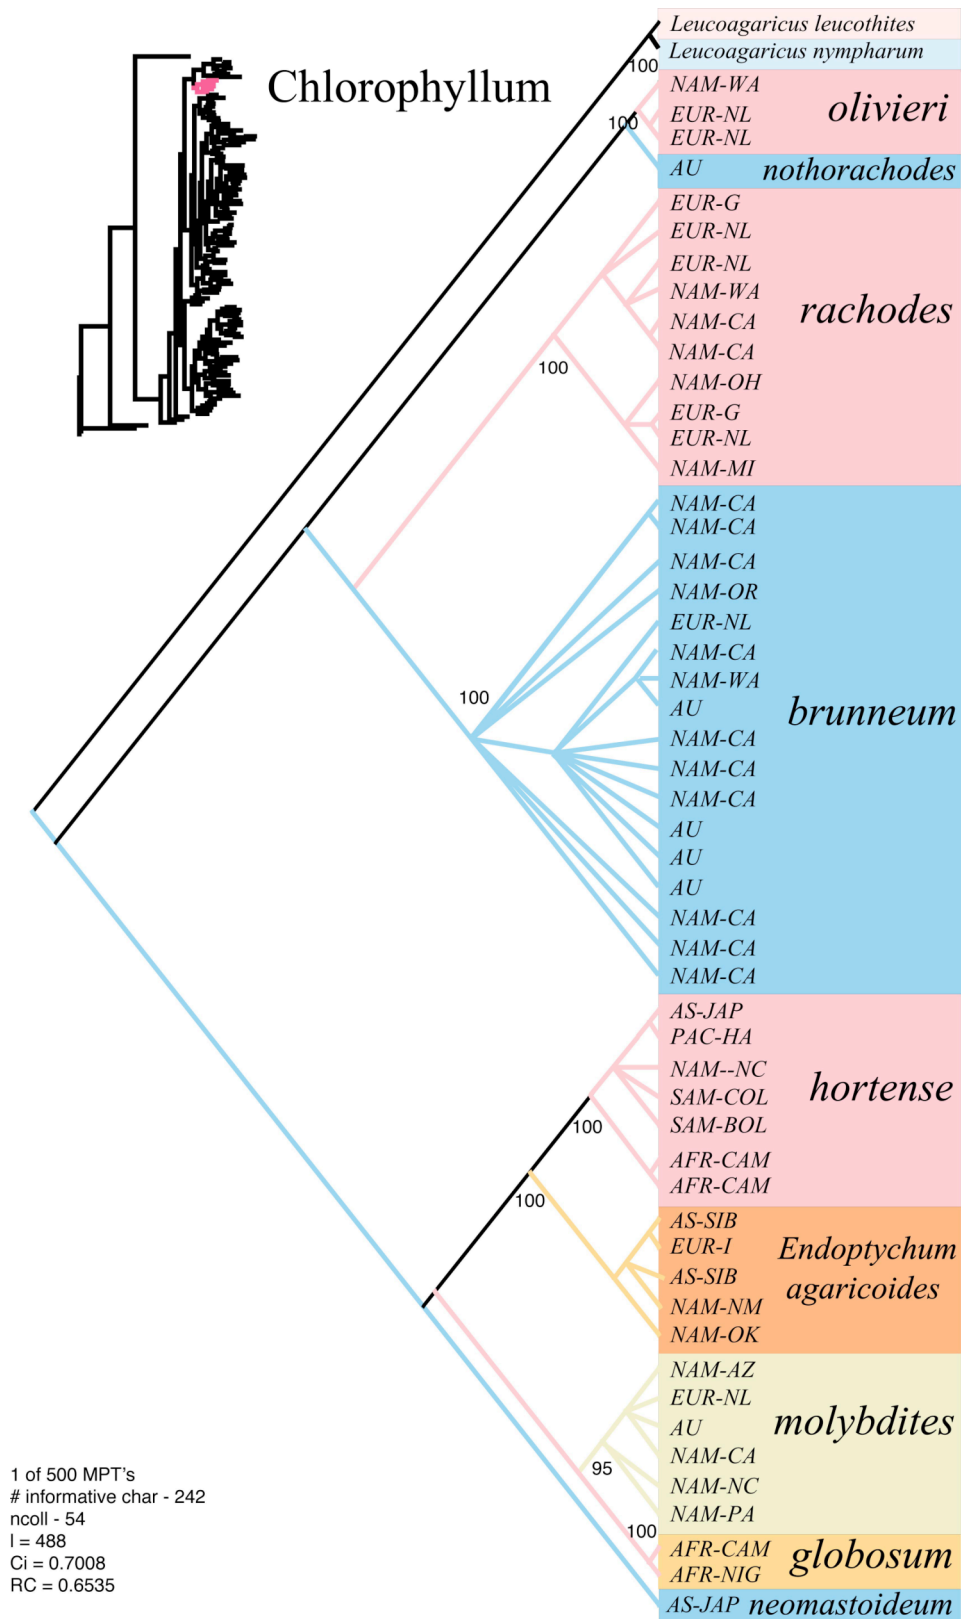 Chlorophyllum
Leucoagaricus leucothites
Leucoagaricus nympharum
100
NAM-WA
EUR-NL
EUR-NL
olivieri
100
AU
nothorachodes
EUR-G
EUR-NL
EUR-NL
NAM-WA
NAM-CA
NAM-CA
NAM-OH
EUR-G
EUR-NL
NAM-MI
rachodes
100
NAM-CA
NAM-CA
NAM-CA
NAM-OR
EUR-NL
NAM-CA
NAM-WA
AU
NAM-CA
NAM-CA
NAM-CA
AU
AU
AU
NAM-CA
NAM-CA
NAM-CA
brunneum
100
AS-JAP
PAC-HA
NAM--NC
SAM-COL
SAM-BOL
AFR-CAM
AFR-CAM
hortense
100
100
AS-SIB
EUR-I
AS-SIB
NAM-NM
NAM-OK
Endoptychum
agaricoides
NAM-AZ
EUR-NL
AU
NAM-CA
NAM-NC
NAM-PA
molybdites
95
100
AFR-CAM
AFR-NIG
globosum
AS-JAP neomastoideum
1 of 500 MPT's
# informative char - 242
ncoll - 54
l = 488
Ci = 0.7008
RC = 0.6535